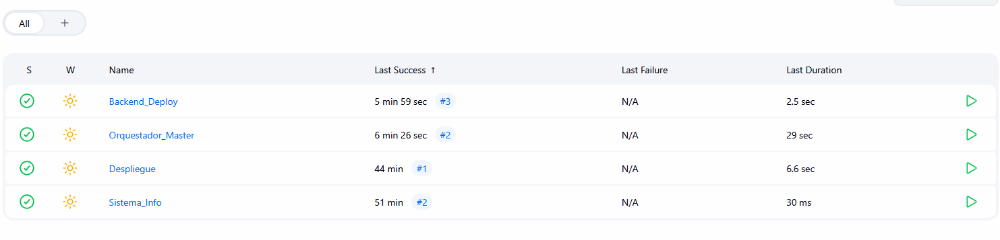 All +
S W Name Last Success ↑ Last Failure Last Duration
Backend_Deploy 5 min 59 sec #3 N/A 2.5 sec
Orquestador_Master 6 min 26 sec #2 N/A 29 sec
Despliegue 44 min #1 N/A 6.6 sec
Sistema_Info 51 min #2 N/A 30 ms